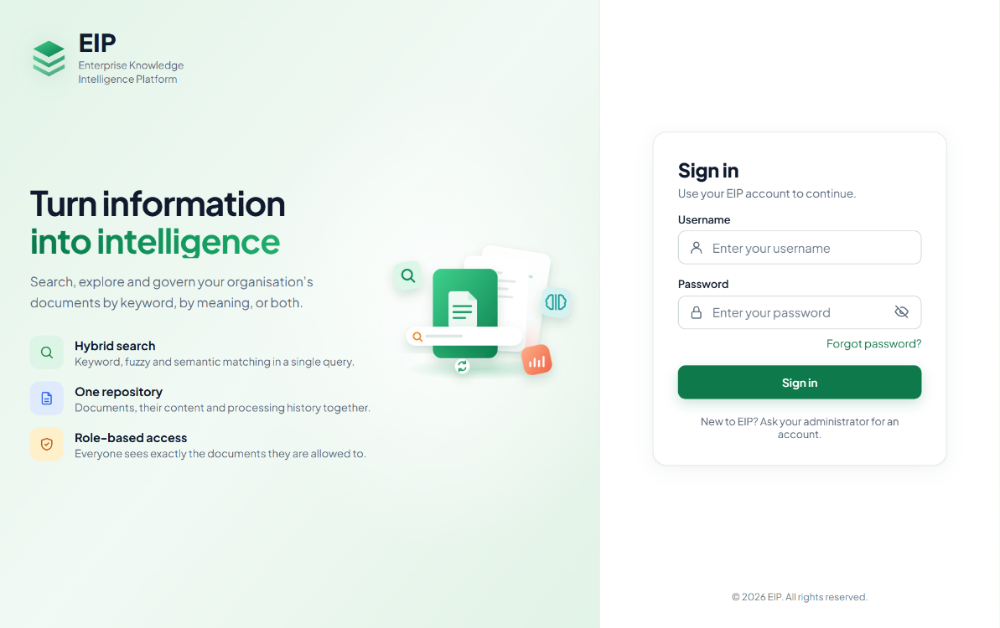 EIP
Enterprise Knowledge
Intelligence Platform
Turn information
into intelligence
Search, explore and govern your organisation's
documents by keyword, by meaning, or both.
Hybrid search
Keyword, fuzzy and semantic matching in a single query.
One repository
Documents, their content and processing history together.
Role-based access
Everyone sees exactly the documents they are allowed to.
Sign in
Use your EIP account to continue.
Username
Enter your username
Password
Enter your password
Forgot password?
Sign in
New to EIP? Ask your administrator for an
account.
© 2026 EIP. All rights reserved.